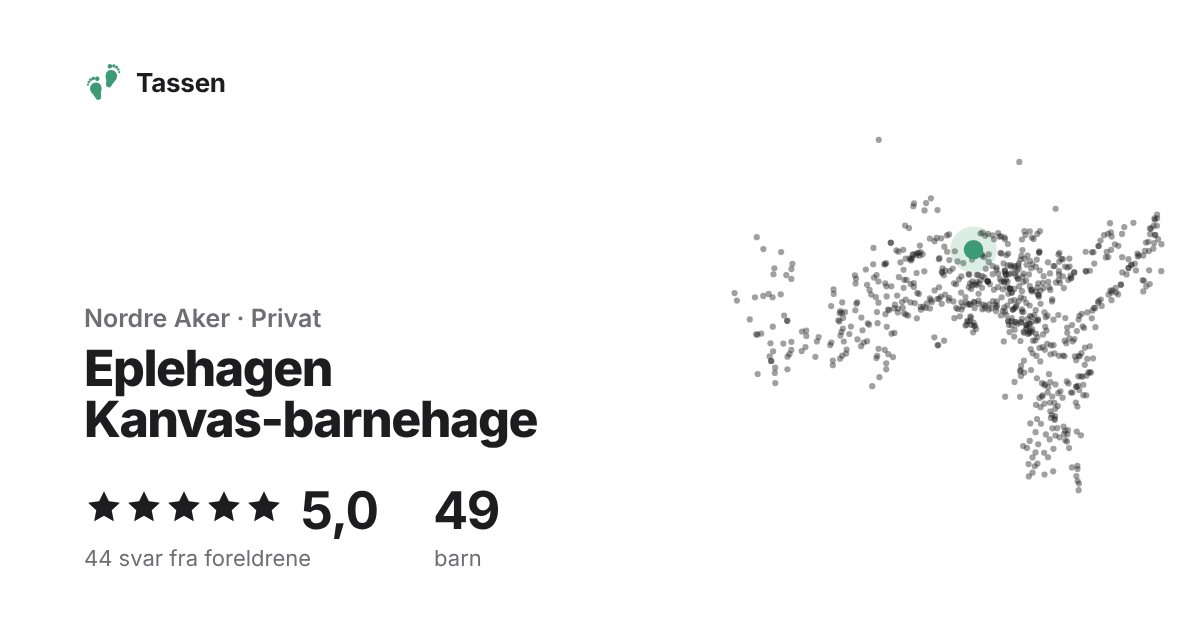 Tassen
Nordre Aker · Privat
Eplehagen
Kanvas-barnehage
5,0
44 svar fra foreldrene
49
barn